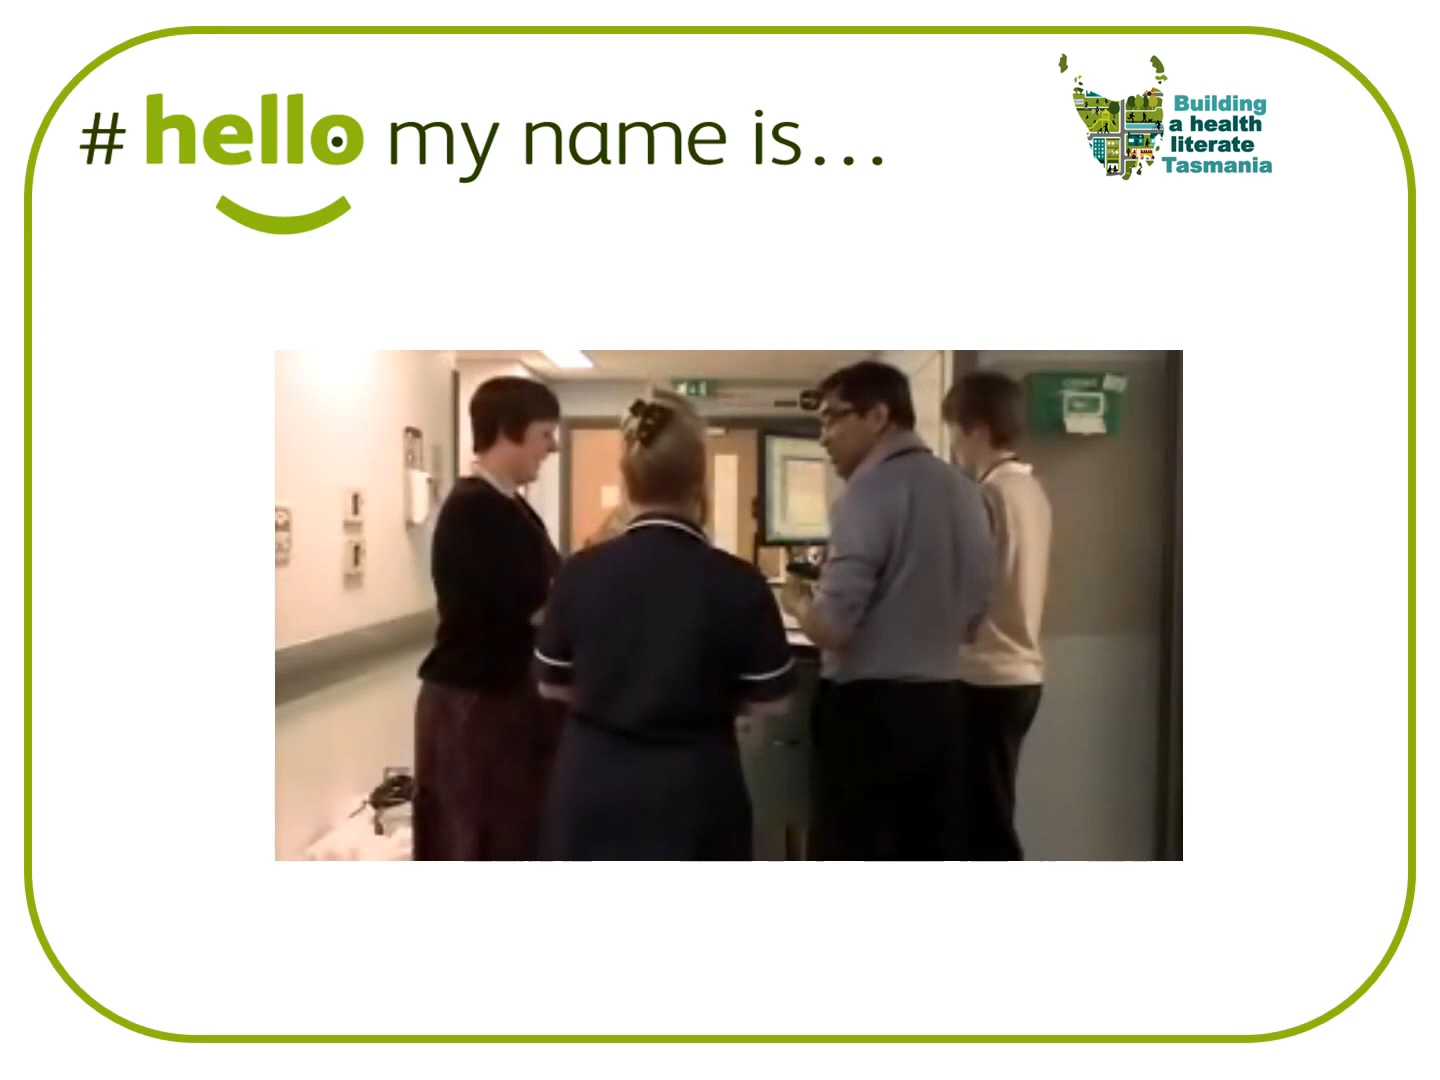 # hello my name is...
Building
a health
literate
Tasmania